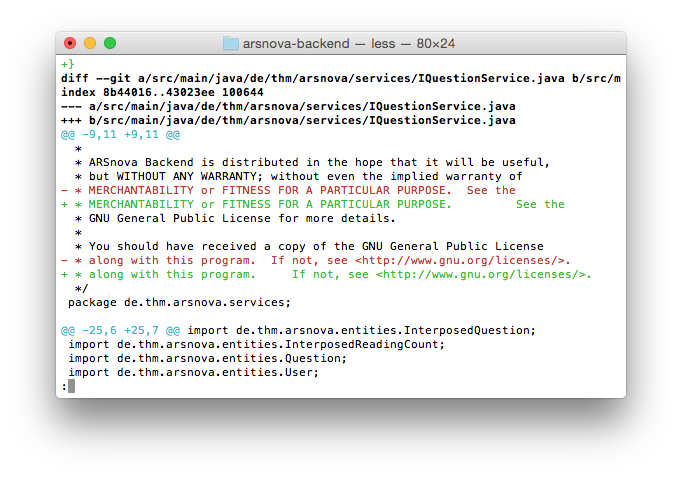 arsnova-backend — less — 80×24
+}
diff --git a/src/main/java/de/thm/arsnova/services/IQuestionService.java b/src/m
index 8b44016..43023ee 100644
--- a/src/main/java/de/thm/arsnova/services/IQuestionService.java
+++ b/src/main/java/de/thm/arsnova/services/IQuestionService.java
@@ -9,11 +9,11 @@
  *
  * ARSnova Backend is distributed in the hope that it will be useful,
  * but WITHOUT ANY WARRANTY; without even the implied warranty of
- * MERCHANTABILITY or FITNESS FOR A PARTICULAR PURPOSE.  See the
+ * MERCHANTABILITY or FITNESS FOR A PARTICULAR PURPOSE.         See the
  * GNU General Public License for more details.
  *
  * You should have received a copy of the GNU General Public License
- * along with this program.  If not, see <http://www.gnu.org/licenses/>.
+ * along with this program.     If not, see <http://www.gnu.org/licenses/>.
  */
 package de.thm.arsnova.services;

@@ -25,6 +25,7 @@ import de.thm.arsnova.entities.InterposedQuestion;
 import de.thm.arsnova.entities.InterposedReadingCount;
 import de.thm.arsnova.entities.Question;
 import de.thm.arsnova.entities.User;
: